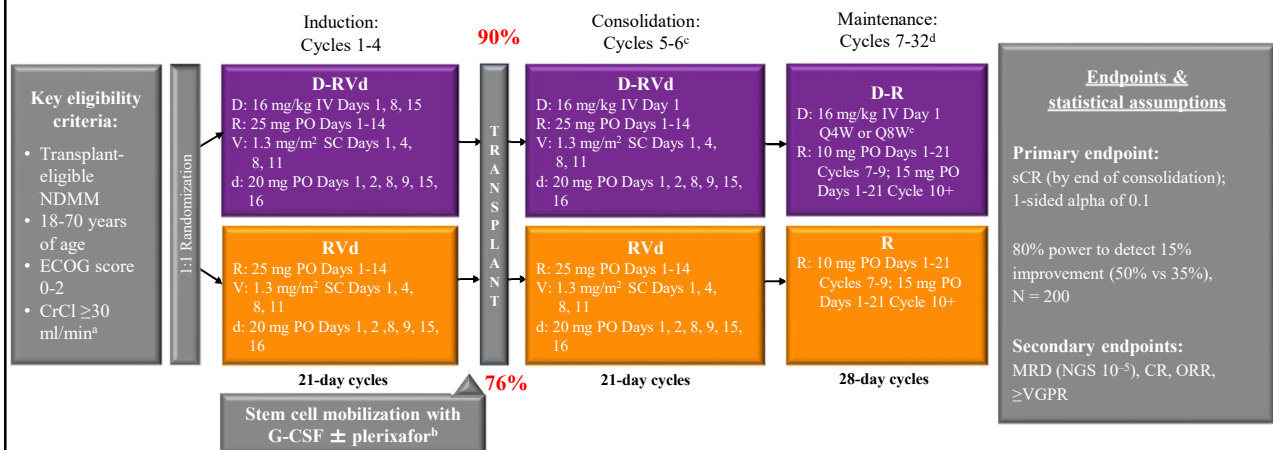 Induction:
Cycles 1-4
90%
Consolidation:
Cycles 5-6ᶜ
Maintenance:
Cycles 7-32ᵈ
Key eligibility
criteria:
• Transplant-
eligible
NDMM
• 18-70 years
of age
• ECOG score
0-2
• CrCl ≥30
ml/minᵃ
1:1 Randomization
D-RVd
D: 16 mg/kg IV Days 1, 8, 15
R: 25 mg PO Days 1-14
V: 1.3 mg/m² SC Days 1, 4,
8, 11
d: 20 mg PO Days 1, 2, 8, 9, 15,
16
RVd
R: 25 mg PO Days 1-14
V: 1.3 mg/m² SC Days 1, 4,
8, 11
d: 20 mg PO Days 1, 2 ,8, 9, 15,
16
21-day cycles
TRANSPLANT
76%
Stem cell mobilization with
G-CSF ± plerixaforᵇ
D-RVd
D: 16 mg/kg IV Day 1
R: 25 mg PO Days 1-14
V: 1.3 mg/m² SC Days 1, 4,
8, 11
d: 20 mg PO Days 1, 2, 8, 9, 15,
16
RVd
R: 25 mg PO Days 1-14
V: 1.3 mg/m² SC Days 1, 4,
8, 11
d: 20 mg PO Days 1, 2, 8, 9, 15,
16
21-day cycles
D-R
D: 16 mg/kg IV Day 1
Q4W or Q8Wᵉ
R: 10 mg PO Days 1-21
Cycles 7-9; 15 mg PO
Days 1-21 Cycle 10+
R
R: 10 mg PO Days 1-21
Cycles 7-9; 15 mg PO
Days 1-21 Cycle 10+
28-day cycles
Endpoints &
statistical assumptions
Primary endpoint:
sCR (by end of consolidation);
1-sided alpha of 0.1
80% power to detect 15%
improvement (50% vs 35%),
N = 200
Secondary endpoints:
MRD (NGS 10⁻⁵), CR, ORR,
≥VGPR